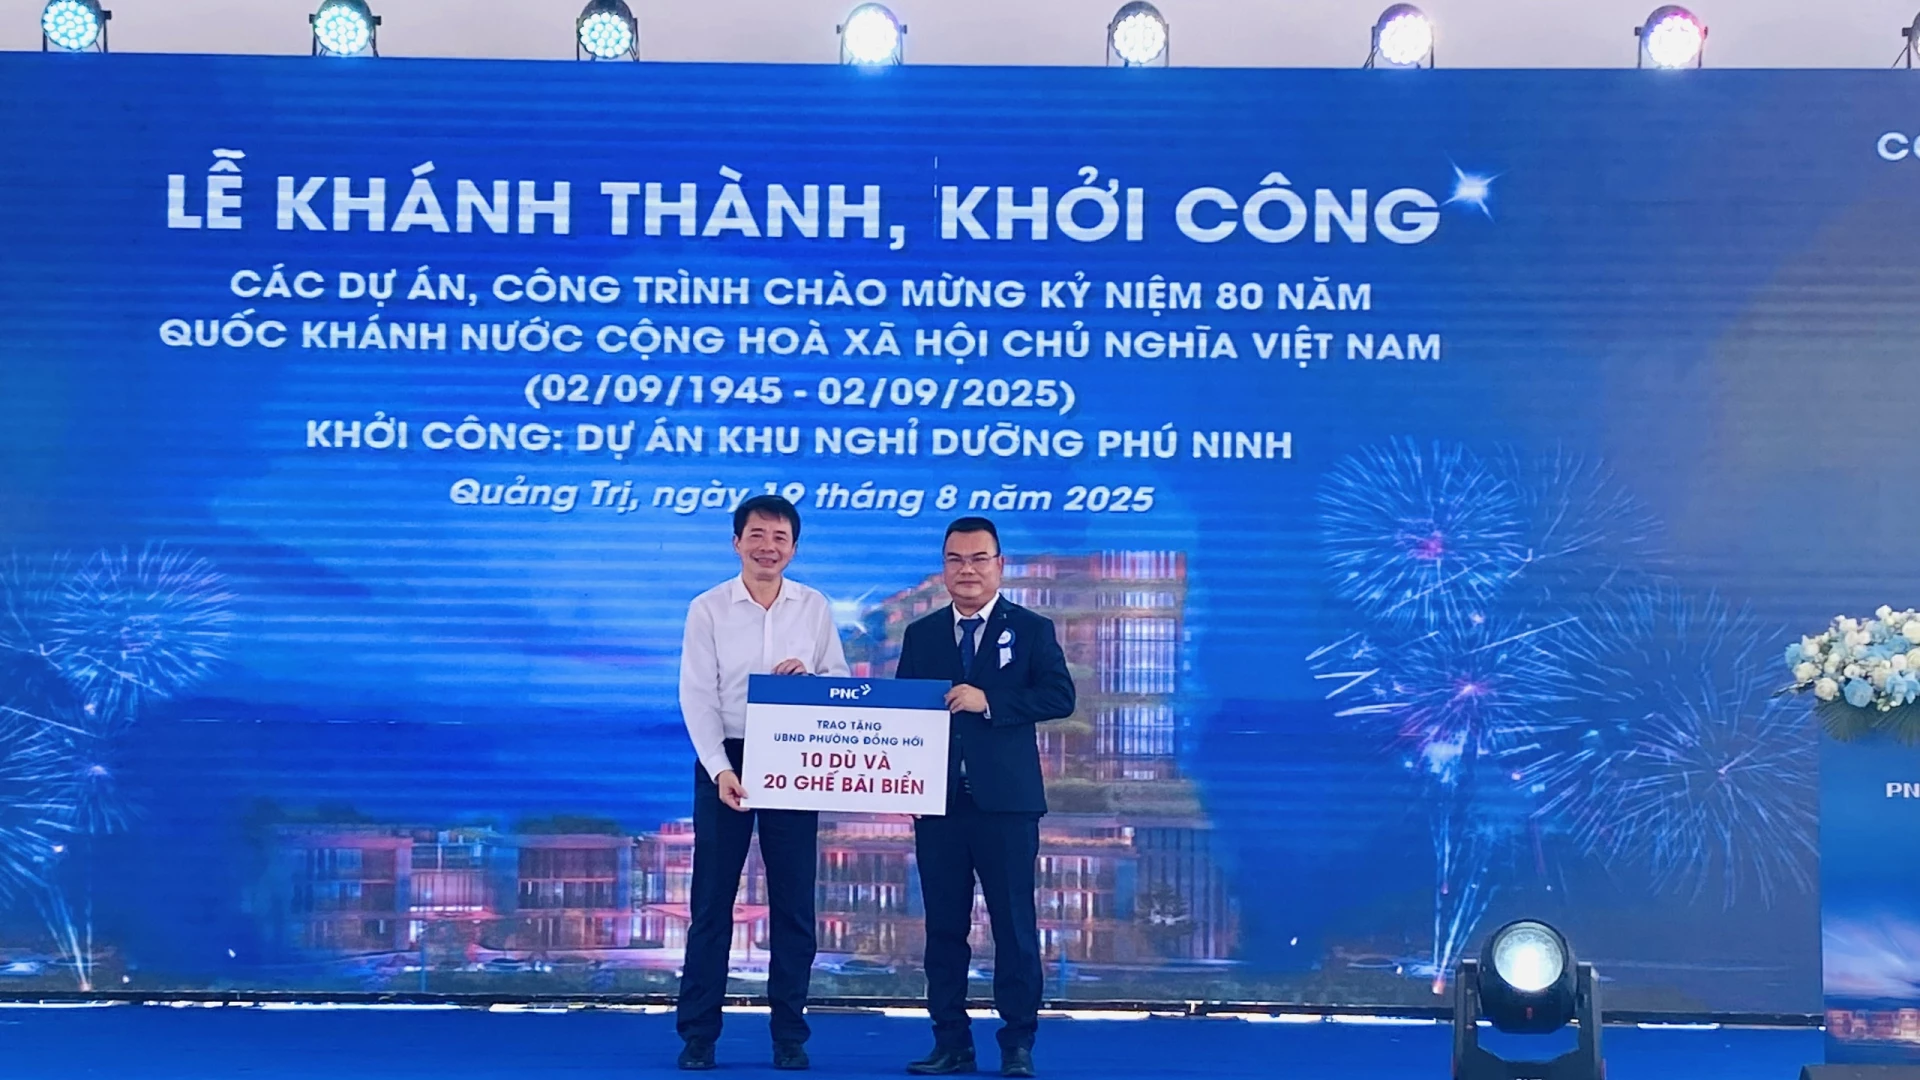 LỄ KHÁNH THÀNH, KHỞI CÔNG
CÁC DỰ ÁN, CÔNG TRÌNH CHÀO MỪNG KỶ NIỆM 80 NĂM
QUỐC KHÁNH NƯỚC CỘNG HOÀ XÃ HỘI CHỦ NGHĨA VIỆT NAM
(02/09/1945 - 02/09/2025)
KHỞI CÔNG: DỰ ÁN KHU NGHỈ DƯỠNG PHÚ NINH
Quảng Trị, ngày 19 tháng 8 năm 2025
PNC
TRAO TẶNG
UBND PHƯỜNG ĐỒNG HỚI
10 DÙ VÀ
20 GHẾ BÃI BIỂN